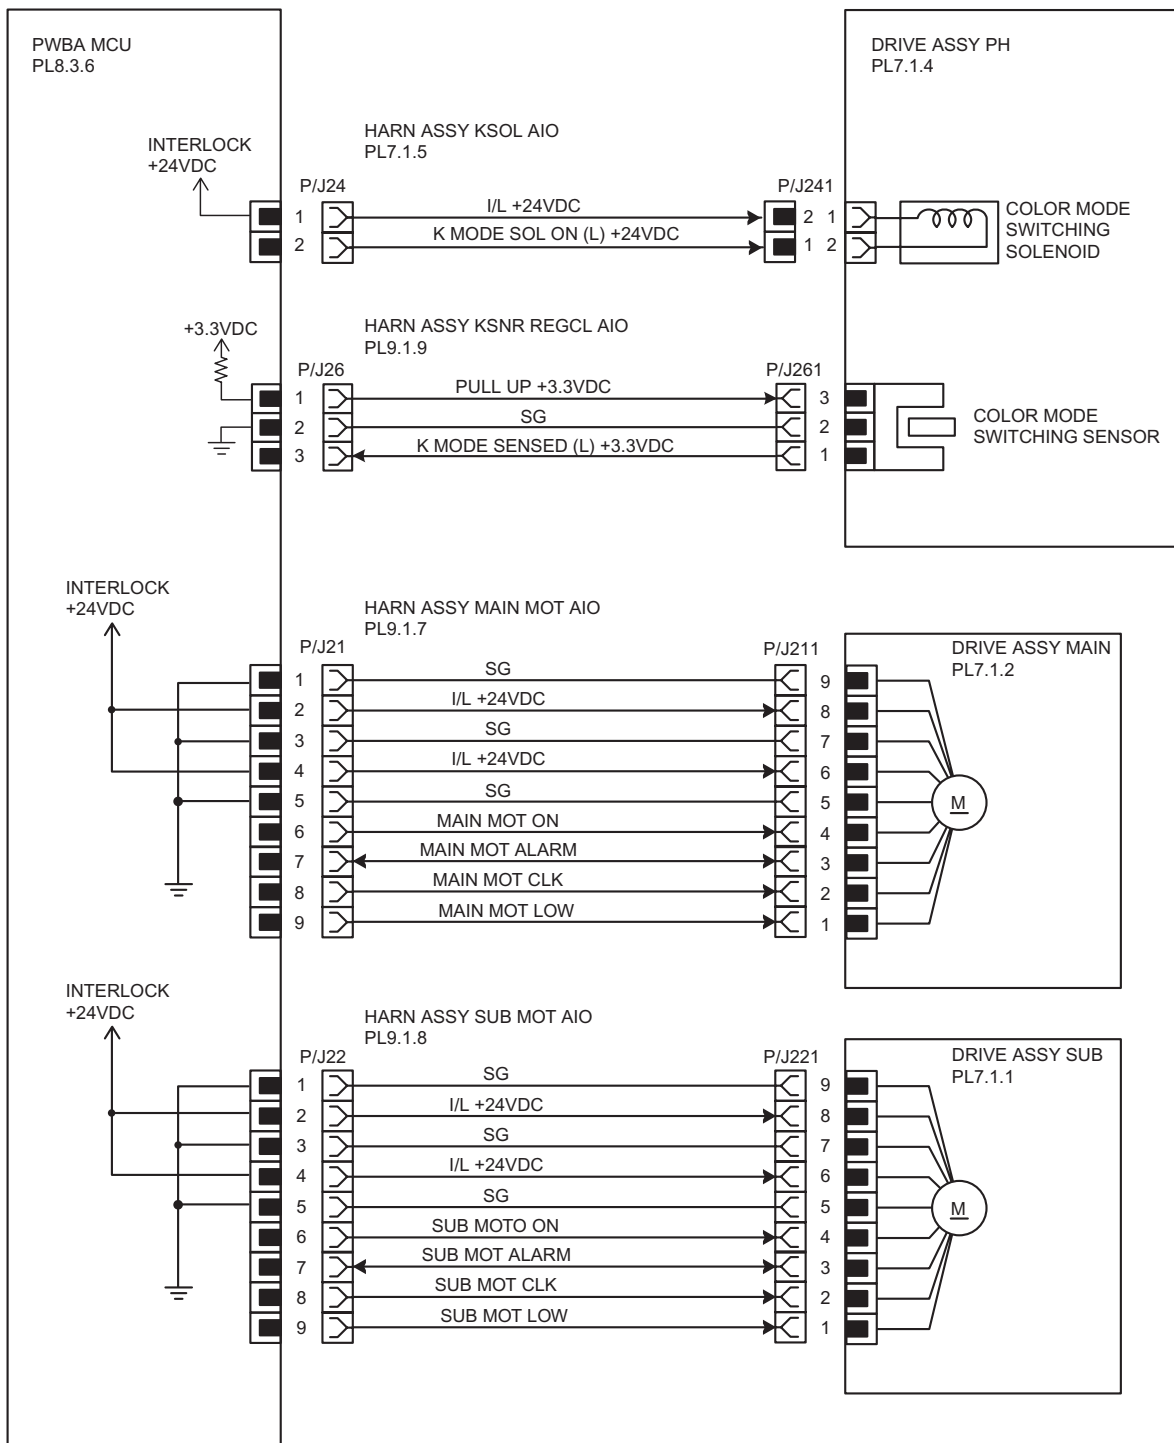 PWBA MCU
PL8.3.6
DRIVE ASSY PH
PL7.1.4
HARN ASSY KSOL AIO
PL7.1.5
INTERLOCK
+24VDC
P/J24
P/J241
1 I/L +24VDC 2 1
2 K MODE SOL ON (L) +24VDC 1 2
COLOR MODE
SWITCHING
SOLENOID
HARN ASSY KSNR REGCL AIO
PL9.1.9
+3.3VDC
P/J26
P/J261
1 PULL UP +3.3VDC 3
2 SG 2
3 K MODE SENSED (L) +3.3VDC 1
COLOR MODE
SWITCHING SENSOR
INTERLOCK
+24VDC
HARN ASSY MAIN MOT AIO
PL9.1.7
P/J21
P/J211
DRIVE ASSY MAIN
PL7.1.2
1 SG 9
2 I/L +24VDC 8
3 SG 7
4 I/L +24VDC 6
5 SG 5
6 MAIN MOT ON 4
7 MAIN MOT ALARM 3
8 MAIN MOT CLK 2
9 MAIN MOT LOW 1
M
INTERLOCK
+24VDC
HARN ASSY SUB MOT AIO
PL9.1.8
P/J22
P/J221
DRIVE ASSY SUB
PL7.1.1
1 SG 9
2 I/L +24VDC 8
3 SG 7
4 I/L +24VDC 6
5 SG 5
6 SUB MOTO ON 4
7 SUB MOT ALARM 3
8 SUB MOT CLK 2
9 SUB MOT LOW 1
M